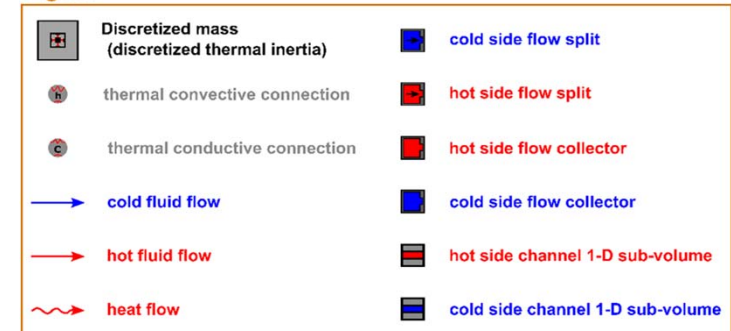 Discretized mass
(discretized thermal inertia)
h
thermal convective connection
c
thermal conductive connection
cold fluid flow
hot fluid flow
heat flow
cold side flow split
hot side flow split
hot side flow collector
cold side flow collector
hot side channel 1-D sub-volume
cold side channel 1-D sub-volume